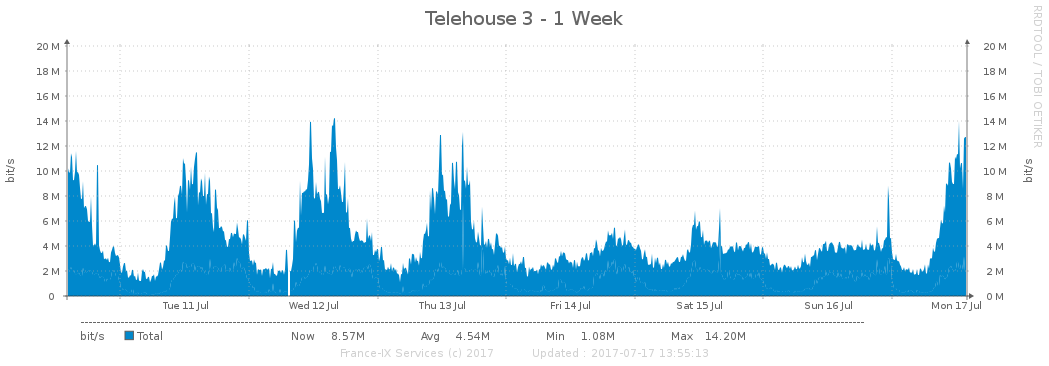 Telehouse 3 - 1 Week
RRDTOOL / TOBI OETIKER
bit/s
bit/s
20 M 20 M
18 M 18 M
16 M 16 M
14 M 14 M
12 M 12 M
10 M 10 M
8 M 8 M
6 M 6 M
4 M 4 M
2 M 2 M
0 0 M
Tue 11 Jul Wed 12 Jul Thu 13 Jul Fri 14 Jul Sat 15 Jul Sun 16 Jul Mon 17 Jul
bit/s Total Now 8.57M Avg 4.54M Min 1.08M Max 14.20M
France-IX Services (c) 2017 Updated : 2017-07-17 13:55:13